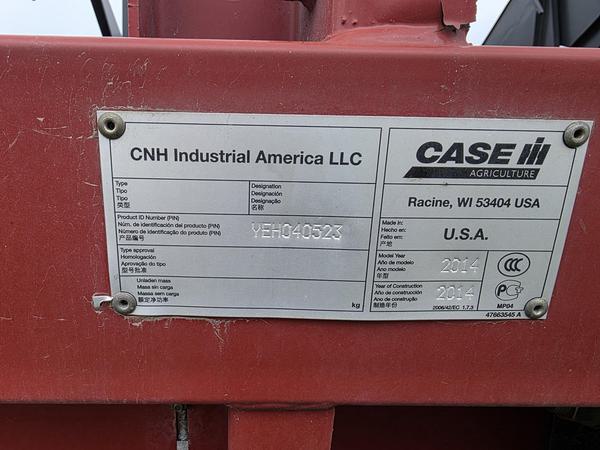 CNH Industrial America LLC
CASE IH
AGRICULTURE
Racine, WI 53404 USA
Type
Tipo
Tipo
类型
Designation
Designación
Designação
名称
Product ID Number (PIN)
Núm. de identificación del producto (PIN)
Número de identificação do produto (PIN)
产品编号
YEH040523
Made in:
Hecho en:
Feito em:
产地
U.S.A.
Type approval
Homologación
Aprovação do tipo
型号批准
Model Year
Año de modelo
Ano modelo
年型
2014
CCC
Unladen mass
Masa sin carga
Massa sem carga
额定净功率
kg
Year of Construction
Año de construcción
Ano de construção
制造年份
2014
2006/42/EC 1.7.3
MP04
47663545 A